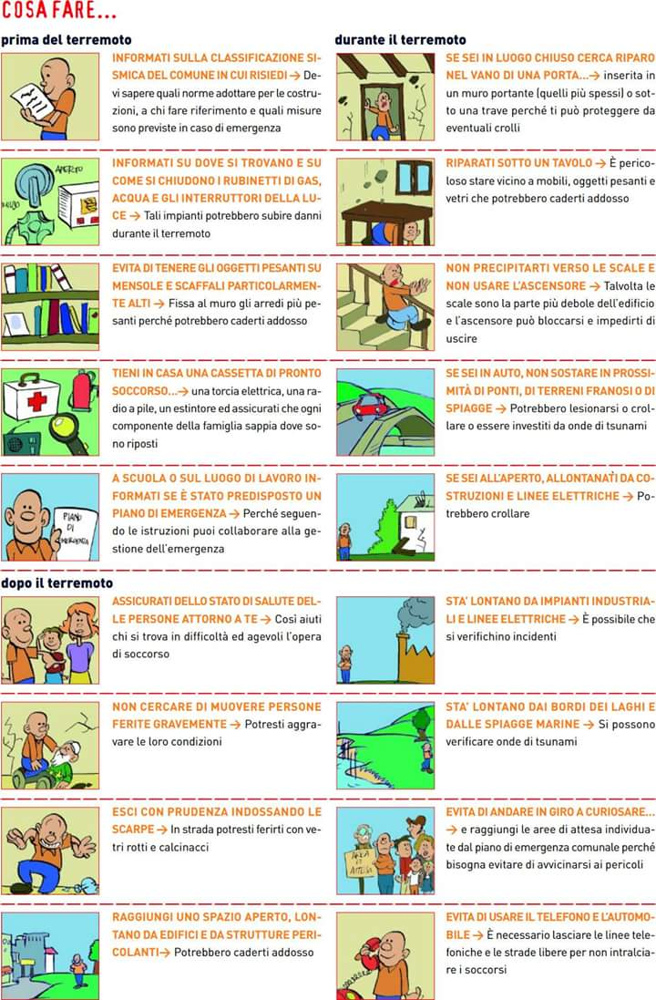 COSA FARE...
prima del terremoto
INFORMATI SULLA CLASSIFICAZIONE SI-
SMICA DEL COMUNE IN CUI RISIEDI → De-
vi sapere quali norme adottare per le costru-
zioni, a chi fare riferimento e quali misure
sono previste in caso di emergenza
INFORMATI SU DOVE SI TROVANO E SU
COME SI CHIUDONO I RUBINETTI DI GAS,
ACQUA E GLI INTERRUTTORI DELLA LU-
CE → Tali impianti potrebbero subire danni
durante il terremoto
APERTO
EVITA DI TENERE GLI OGGETTI PESANTI SU
MENSOLE E SCAFFALI PARTICOLARMEN-
TE ALTI → Fissa al muro gli arredi più pe-
santi perché potrebbero caderti addosso
TIENI IN CASA UNA CASSETTA DI PRONTO
SOCCORSO...→ una torcia elettrica, una ra-
dio a pile, un estintore ed assicurati che ogni
componente della famiglia sappia dove so-
no riposti
A SCUOLA O SUL LUOGO DI LAVORO IN-
FORMATI SE È STATO PREDISPOSTO UN
PIANO DI EMERGENZA → Perché seguen-
do le istruzioni puoi collaborare alla ge-
stione dell'emergenza
PIANO
DI
EMERGENZA
durante il terremoto
SE SEI IN LUOGO CHIUSO CERCA RIPARO
NEL VANO DI UNA PORTA...→ inserita in
un muro portante (quelli più spessi) o sot-
to una trave perché ti può proteggere da
eventuali crolli
RIPARATI SOTTO UN TAVOLO → È perico-
loso stare vicino a mobili, oggetti pesanti e
vetri che potrebbero caderti addosso
NON PRECIPITARTI VERSO LE SCALE E
NON USARE L'ASCENSORE → Talvolta le
scale sono la parte più debole dell'edificio
e l'ascensore può bloccarsi e impedirti di
uscire
SE SEI IN AUTO, NON SOSTARE IN PROSSI-
MITÀ DI PONTI, DI TERRENI FRANOSI O DI
SPIAGGE → Potrebbero lesionarsi o crol-
lare o essere investiti da onde di tsunami
SE SEI ALL'APERTO, ALLONTANATI DA CO-
STRUZIONI E LINEE ELETTRICHE → Po-
trebbero crollare
dopo il terremoto
ASSICURATI DELLO STATO DI SALUTE DEL-
LE PERSONE ATTORNO A TE → Così aiuti
chi si trova in difficoltà ed agevoli l'opera
di soccorso
NON CERCARE DI MUOVERE PERSONE
FERITE GRAVEMENTE → Potresti aggra-
vare le loro condizioni
ESCI CON PRUDENZA INDOSSANDO LE
SCARPE → In strada potresti ferirti con ve-
tri rotti e calcinacci
RAGGIUNGI UNO SPAZIO APERTO, LON-
TANO DA EDIFICI E DA STRUTTURE PERI-
COLANTI→ Potrebbero caderti addosso
STA' LONTANO DA IMPIANTI INDUSTRIA-
LI E LINEE ELETTRICHE → È possibile che
si verifichino incidenti
STA' LONTANO DAI BORDI DEI LAGHI E
DALLE SPIAGGE MARINE → Si possono
verificare onde di tsunami
EVITA DI ANDARE IN GIRO A CURIOSARE...
→ e raggiungi le aree di attesa individua-
te dal piano di emergenza comunale perché
bisogna evitare di avvicinarsi ai pericoli
AREA
DI
ATTESA
EVITA DI USARE IL TELEFONO E L'AUTOMO-
BILE → È necessario lasciare le linee tele-
foniche e le strade libere per non intralcia-
re i soccorsi